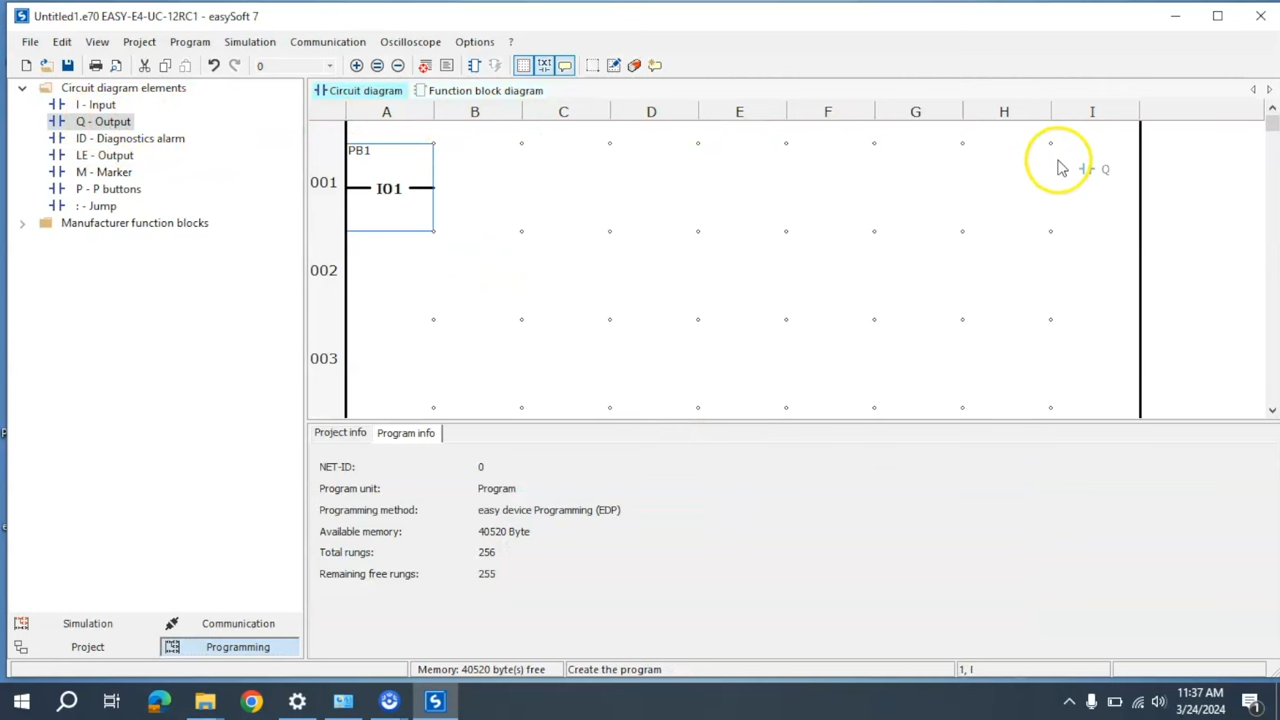 Untitled1.e70 EASY-E4-UC-12RC1 - easySoft 7
File Edit View Project Program Simulation Communication Oscilloscope Options ?
0
Circuit diagram elements
I - Input
Q - Output
ID - Diagnostics alarm
LE - Output
M - Marker
P - P buttons
: - Jump
Manufacturer function blocks
Circuit diagram Function block diagram
A B C D E F G H I
PB1
001 I01
Q
002
003
Project info Program info
NET-ID: 0
Program unit: Program
Programming method: easy device Programming (EDP)
Available memory: 40520 Byte
Total rungs: 256
Remaining free rungs: 255
Simulation Communication
Project Programming
Memory: 40520 byte(s) free Create the program 1, I
11:37 AM
3/24/2024
1